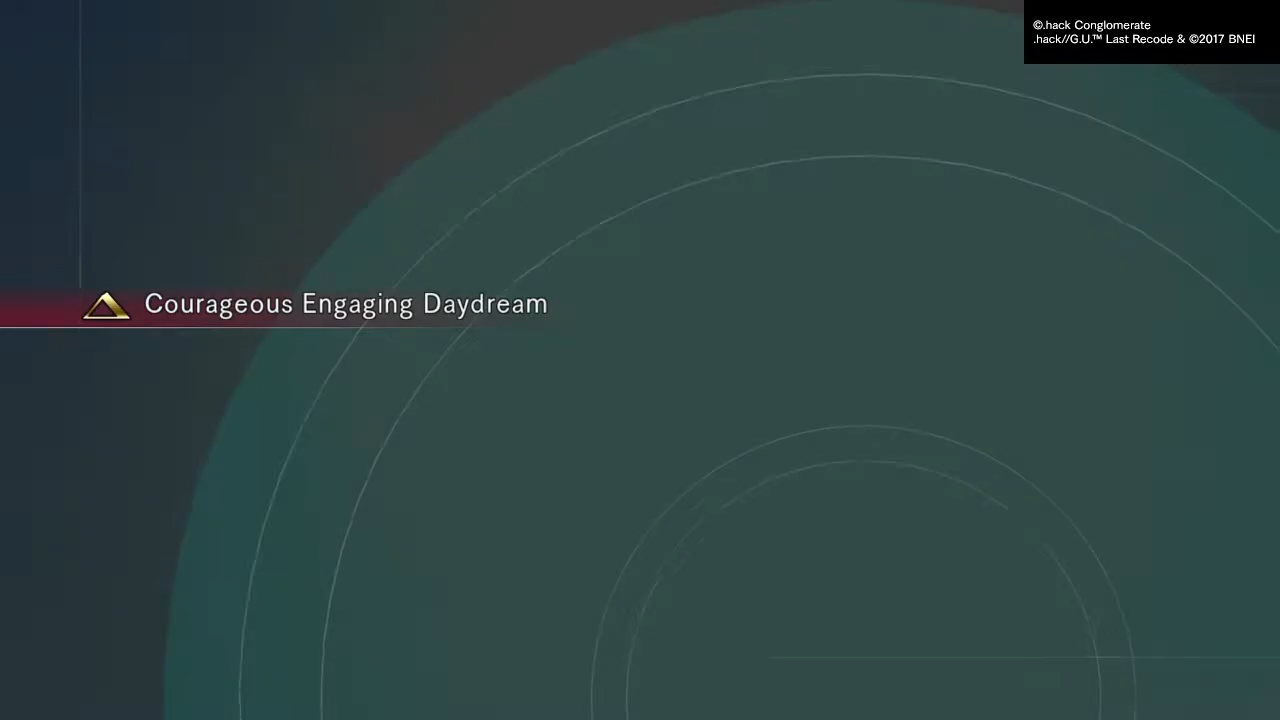 ©.hack Conglomerate
.hack//G.U.™ Last Recode & ©2017 BNEI
Courageous Engaging Daydream